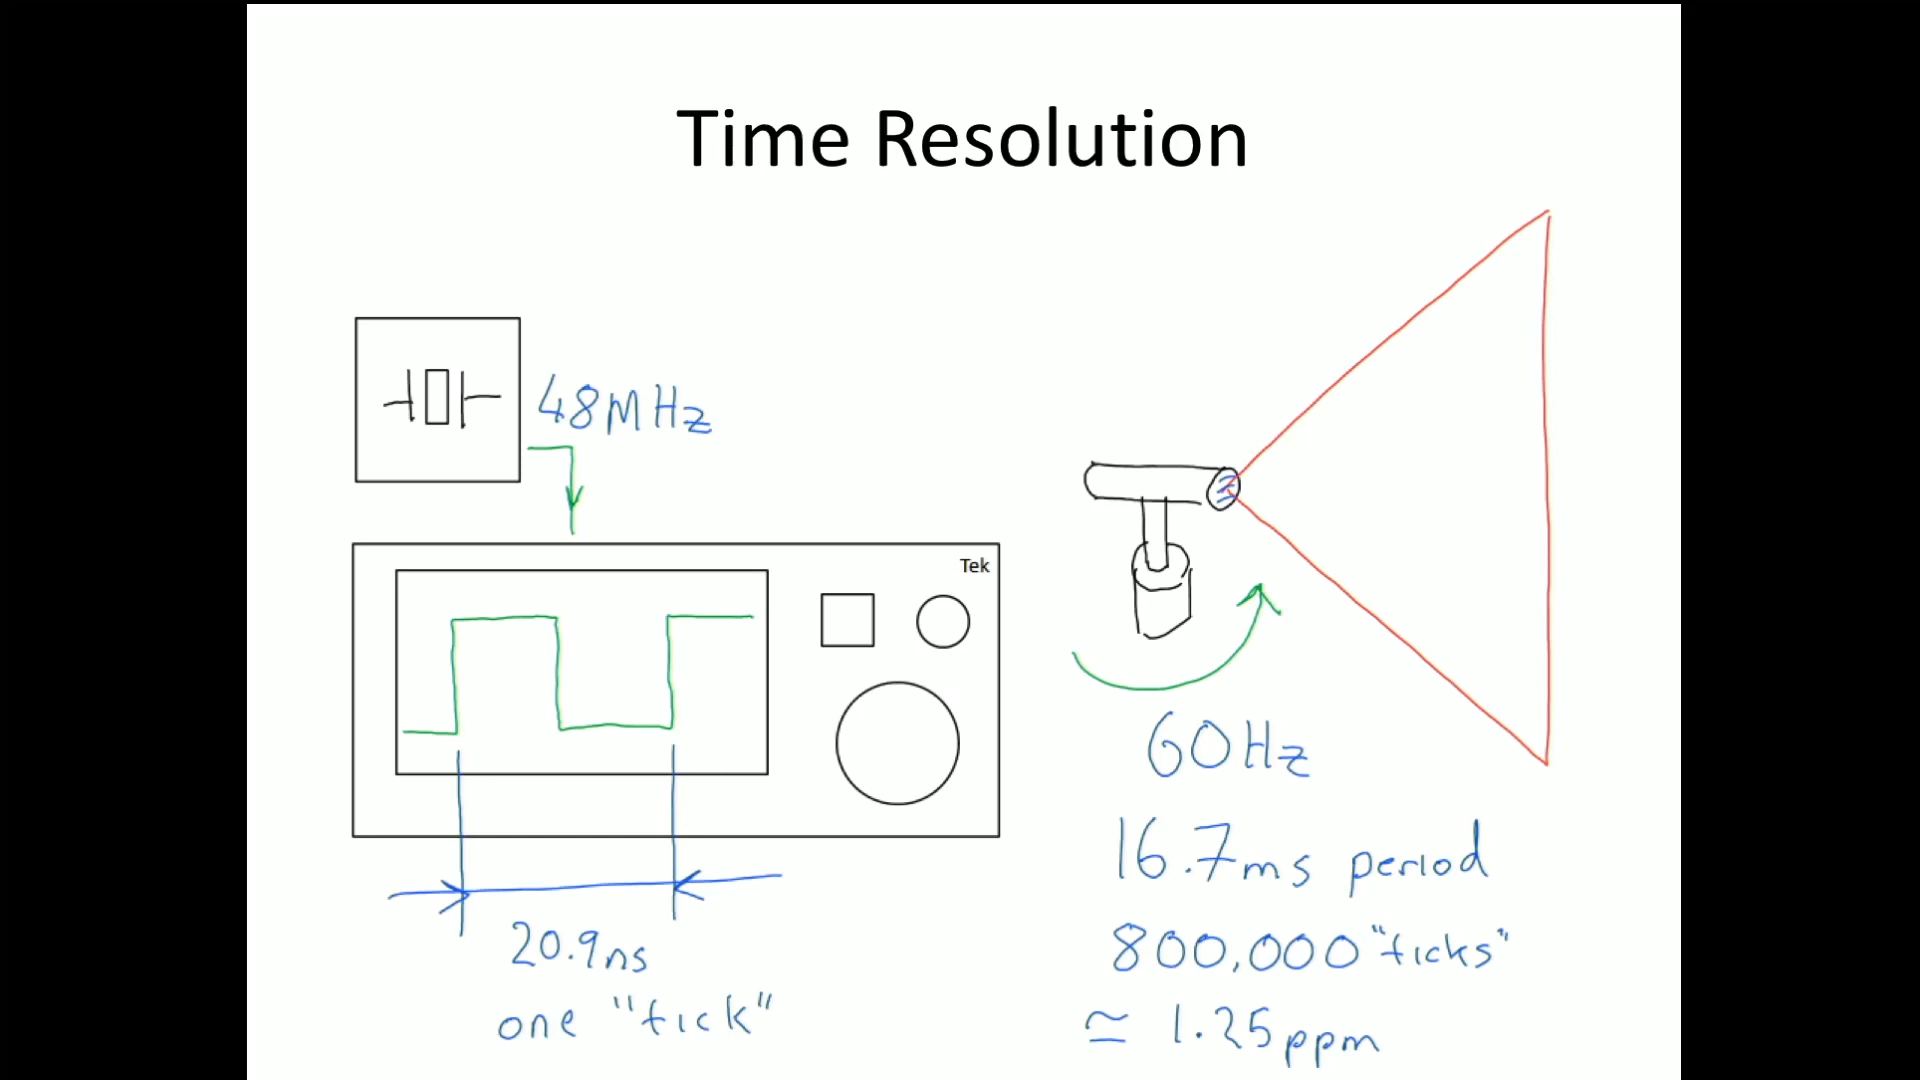 Time Resolution
48MHz
Tek
20.9ns
one "tick"
60Hz
16.7ms period
800,000 "ticks"
≃ 1.25ppm